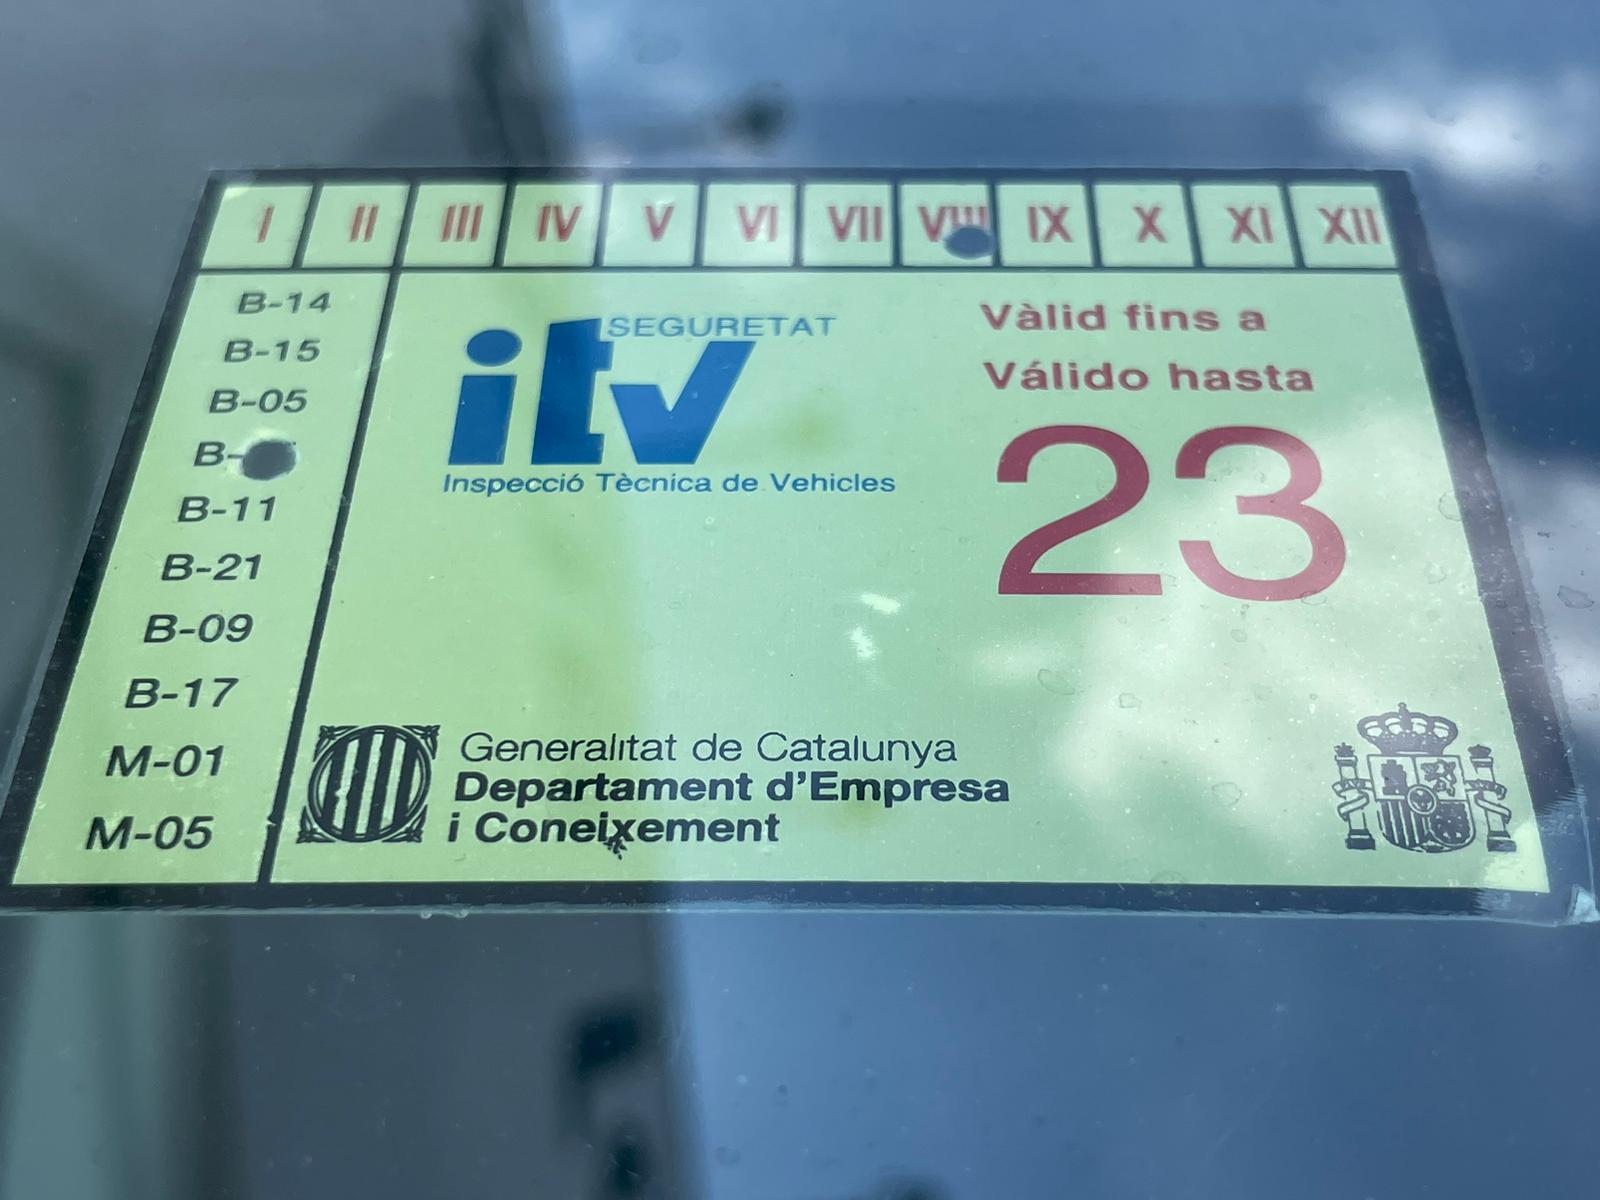 I II III IV V VI VII VIII IX X XI XII
B-14
B-15
B-05
B-
B-11
B-21
B-09
B-17
M-01
M-05
SEGURETAT
itv
Inspecció Tècnica de Vehicles
Vàlid fins a
Válido hasta
23
Generalitat de Catalunya
Departament d'Empresa
i Coneixement